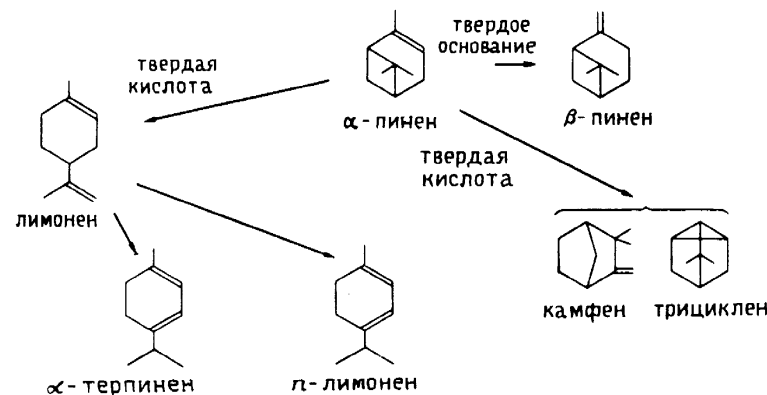 твердое
основание
твердая
кислота
α-пинен
β-пинен
твердая
кислота
лимонен
камфен
трициклен
α-терпинен
п-лимонен